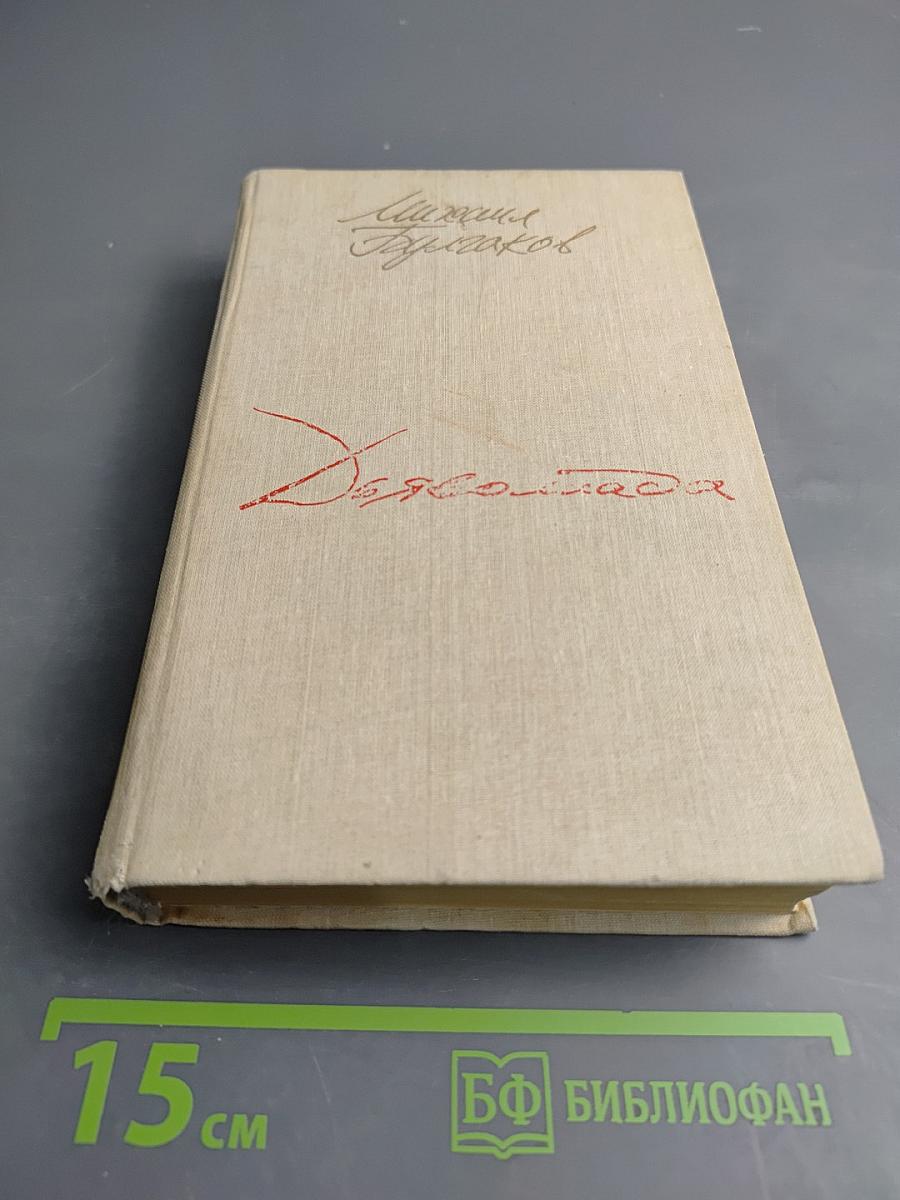 Михаил
Булгаков
Дьяволиада
15 см
БФ БИБЛИОФАН